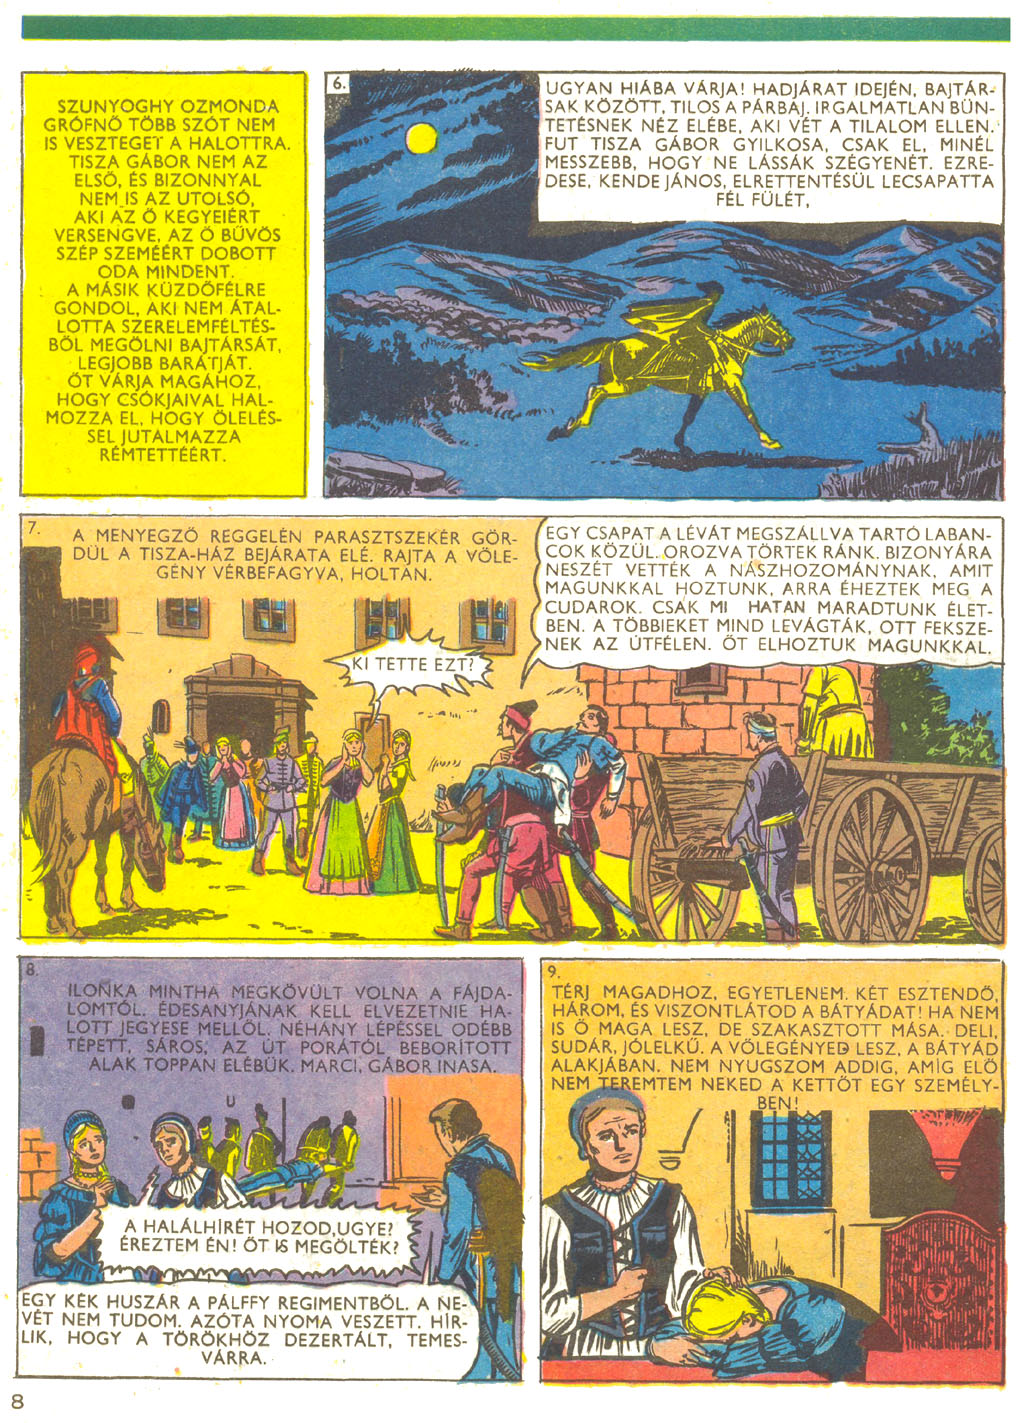 SZUNYOGHY OZMONDA
GRÓFNŐ TÖBB SZÓT NEM
IS VESZTEGET A HALOTTRA.
TISZA GÁBOR NEM AZ
ELSŐ, ÉS BIZONNYAL
NEM IS AZ UTOLSÓ,
AKI AZ Ő KEGYEIÉRT
VERSENGVE, AZ Ő BŰVÖS
SZÉP SZEMÉÉRT DOBOTT
ODA MINDENT.
A MÁSIK KÜZDŐFÉLRE
GONDOL, AKI NEM ÁTAL-
LOTTA SZERELEMFÉLTÉS-
BŐL MEGÖLNI BAJTÁRSÁT,
LEGJOBB BARÁTJÁT.
ŐT VÁRJA MAGÁHOZ,
HOGY CSÓKJAIVAL HAL-
MOZZA EL, HOGY ÖLELÉS-
SEL JUTALMAZZA
RÉMTETTÉÉRT.
6.
UGYAN HIÁBA VÁRJA! HADJÁRAT IDEJÉN, BAJTÁR-
SAK KÖZÖTT, TILOS A PÁRBAJ. IRGALMATLAN BÜN-
TETÉSNEK NÉZ ELÉBE, AKI VÉT A TILALOM ELLEN.
FUT TISZA GÁBOR GYILKOSA, CSAK EL, MINÉL
MESSZEBB, HOGY NE LÁSSÁK SZÉGYENÉT. EZRE-
DESE, KENDE JÁNOS, ELRETTENTÉSÜL LECSAPATTA
FÉL FÜLÉT,
7.
A MENYEGZŐ REGGELÉN PARASZTSZEKÉR GÖR-
DÜL A TISZA-HÁZ BEJÁRATA ELÉ. RAJTA A VŐLE-
GÉNY VÉRBEFAGYVA, HOLTAN.
KI TETTE EZT?
EGY CSAPAT A LÉVÁT MEGSZÁLLVA TARTÓ LABAN-
COK KÖZÜL. OROZVA TÖRTEK RÁNK. BIZONYÁRA
NESZÉT VETTÉK A NÁSZHOZOMÁNYNAK, AMIT
MAGUNKKAL HOZTUNK, ARRA ÉHEZTEK MEG A
CUDAROK. CSAK MI HATAN MARADTUNK ÉLET-
BEN. A TÖBBIEKET MIND LEVÁGTÁK, OTT FEKSZE-
NEK AZ ÚTFÉLEN. ŐT ELHOZTUK MAGUNKKAL.
8.
ILONKA MINTHA MEGKÖVÜLT VOLNA A FÁJDA-
LOMTÓL. ÉDESANYJÁNAK KELL ELVEZETNIE HA-
LOTT JEGYESE MELLŐL. NÉHÁNY LÉPÉSSEL ODÉBB
TÉPETT, SÁROS, AZ ÚT PORÁTÓL BEBORÍTOTT
ALAK TOPPAN ELÉBÜK. MARCI, GÁBOR INASA.
A HALÁLHÍRÉT HOZOD, UGYE?
ÉREZTEM ÉN! ŐT IS MEGÖLTÉK?
EGY KÉK HUSZÁR A PÁLFFY REGIMENTBŐL. A NE-
VÉT NEM TUDOM. AZÓTA NYOMA VESZETT. HÍR-
LIK, HOGY A TÖRÖKHÖZ DEZERTÁLT, TEMES-
VÁRRA.
9.
TÉRJ MAGADHOZ, EGYETLENEM. KÉT ESZTENDŐ,
HÁROM, ÉS VISZONTLÁTOD A BÁTYÁDAT! HA NEM
IS Ő MAGA LESZ, DE SZAKASZTOTT MÁSA. DELI,
SUDÁR, JÓLELKŰ. A VŐLEGÉNYED LESZ, A BÁTYÁD
ALAKJÁBAN. NEM NYUGSZOM ADDIG, AMÍG ELŐ
NEM TEREMTEM NEKED A KETTŐT EGY SZEMÉLY-
BEN!
8